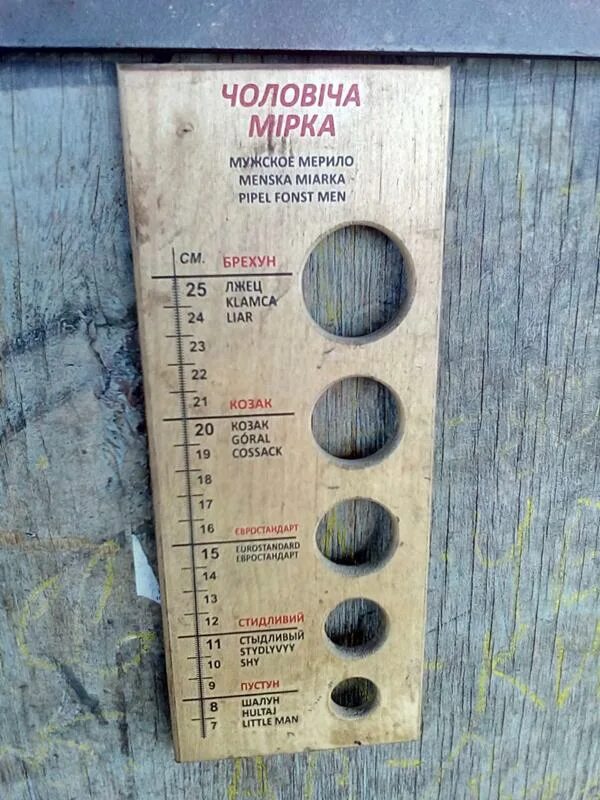 ЧОЛОВІЧА
МІРКА
МУЖСКОЕ МЕРИЛО
MENSKA MIARKA
PIPEL FONST MEN
СМ.
БРЕХУН
25
ЛЖЕЦ
KLAMCA
24
LIAR
23
22
21
КОЗАК
20
КОЗАК
GÓRAL
19
COSSACK
18
17
16
ЄВРОСТАНДАРТ
15
EUROSTANDARD
ЕВРОСТАНДАРТ
14
13
12
СТИДЛИВИЙ
11
СТЫДЛИВЫЙ
STYDLYVYY
10
SHY
9
ПУСТУН
8
ШАЛУН
HULTAJ
7
LITTLE MAN